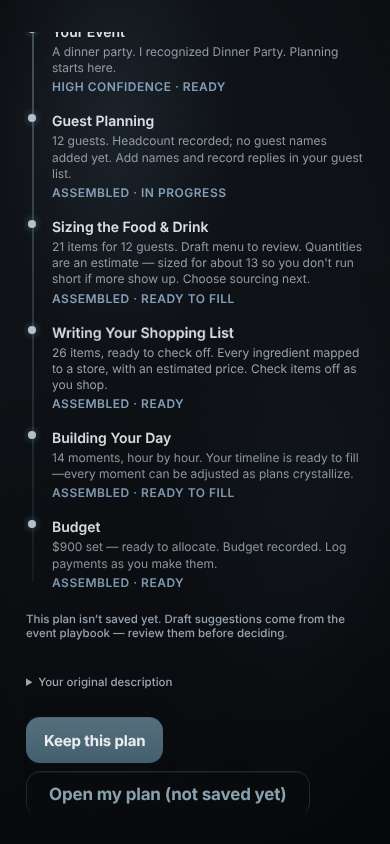 Your Event
A dinner party. I recognized Dinner Party. Planning
starts here.
HIGH CONFIDENCE · READY
Guest Planning
12 guests. Headcount recorded; no guest names
added yet. Add names and record replies in your guest
list.
ASSEMBLED · IN PROGRESS
Sizing the Food & Drink
21 items for 12 guests. Draft menu to review. Quantities
are an estimate — sized for about 13 so you don't run
short if more show up. Choose sourcing next.
ASSEMBLED · READY TO FILL
Writing Your Shopping List
26 items, ready to check off. Every ingredient mapped
to a store, with an estimated price. Check items off as
you shop.
ASSEMBLED · READY
Building Your Day
14 moments, hour by hour. Your timeline is ready to fill
—every moment can be adjusted as plans crystallize.
ASSEMBLED · READY TO FILL
Budget
$900 set — ready to allocate. Budget recorded. Log
payments as you make them.
ASSEMBLED · READY
This plan isn't saved yet. Draft suggestions come from the
event playbook — review them before deciding.
Your original description
Keep this plan
Open my plan (not saved yet)